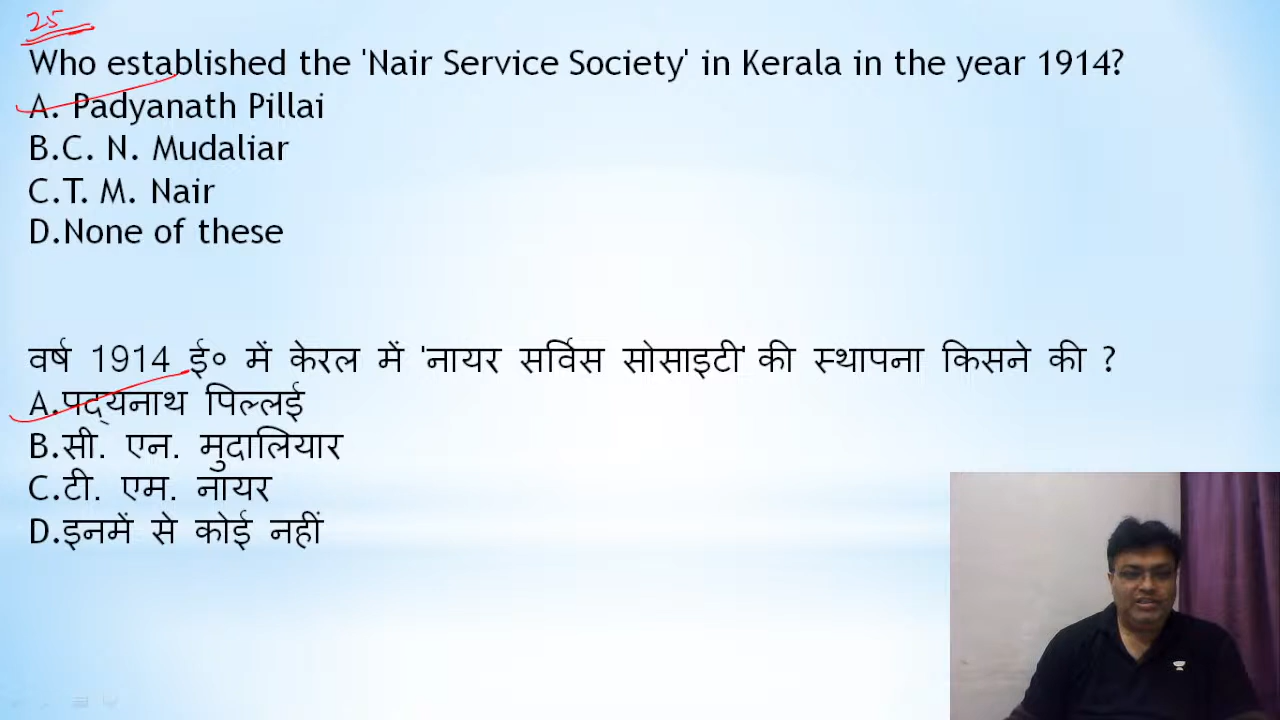 25
Who established the 'Nair Service Society' in Kerala in the year 1914?
A. Padyanath Pillai
B.C. N. Mudaliar
C.T. M. Nair
D.None of these
वर्ष 1914 ई० में केरल में 'नायर सर्विस सोसाइटी' की स्थापना किसने की ?
A.पद्यनाथ पिल्लई
B.सी. एन. मुदालियार
C.टी. एम. नायर
D.इनमें से कोई नहीं